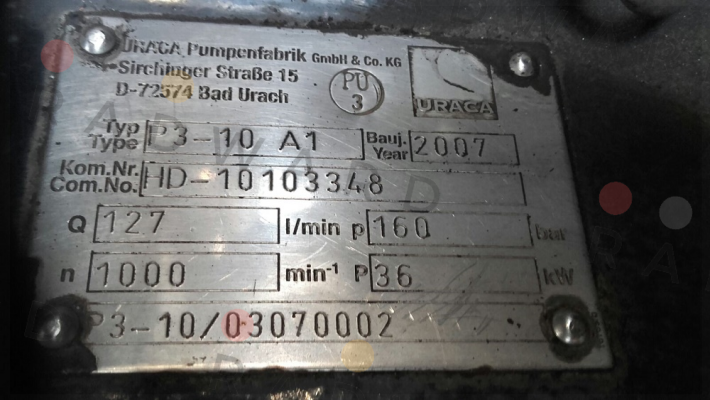 URACA Pumpenfabrik GmbH & Co. KG
Sirchinger Straße 15
D-72574 Bad Urach
PU
3
URACA
Typ
Type P3-10 A1 Bauj.
Year 2007
Kom.Nr.
Com.No. HD-10103348
Q 127 l/min p 160 bar
n 1000 min-1 P 36 kW
P3-10/03070002